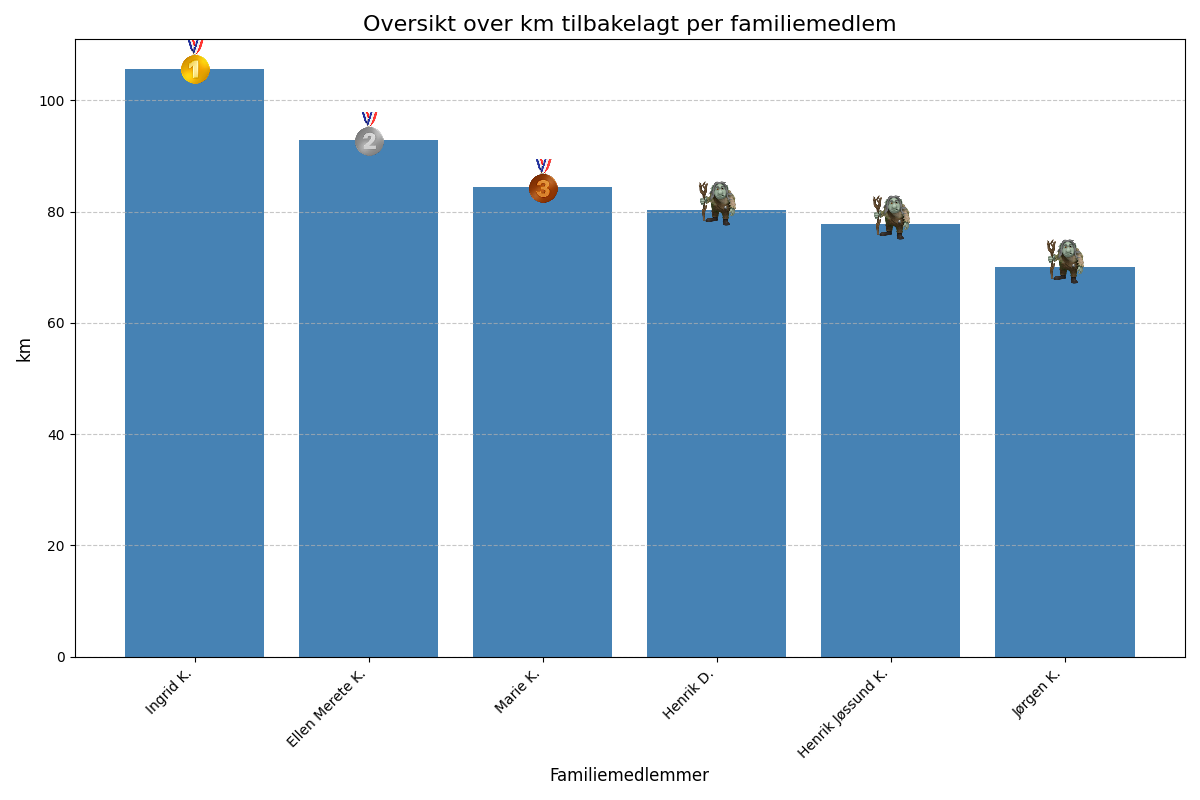 Oversikt over km tilbakelagt per familiemedlem
km
100
80
60
40
20
0
1
2
3
Ingrid K.
Ellen Merete K.
Marie K.
Henrik D.
Henrik Jøssund K.
Jørgen K.
Familiemedlemmer